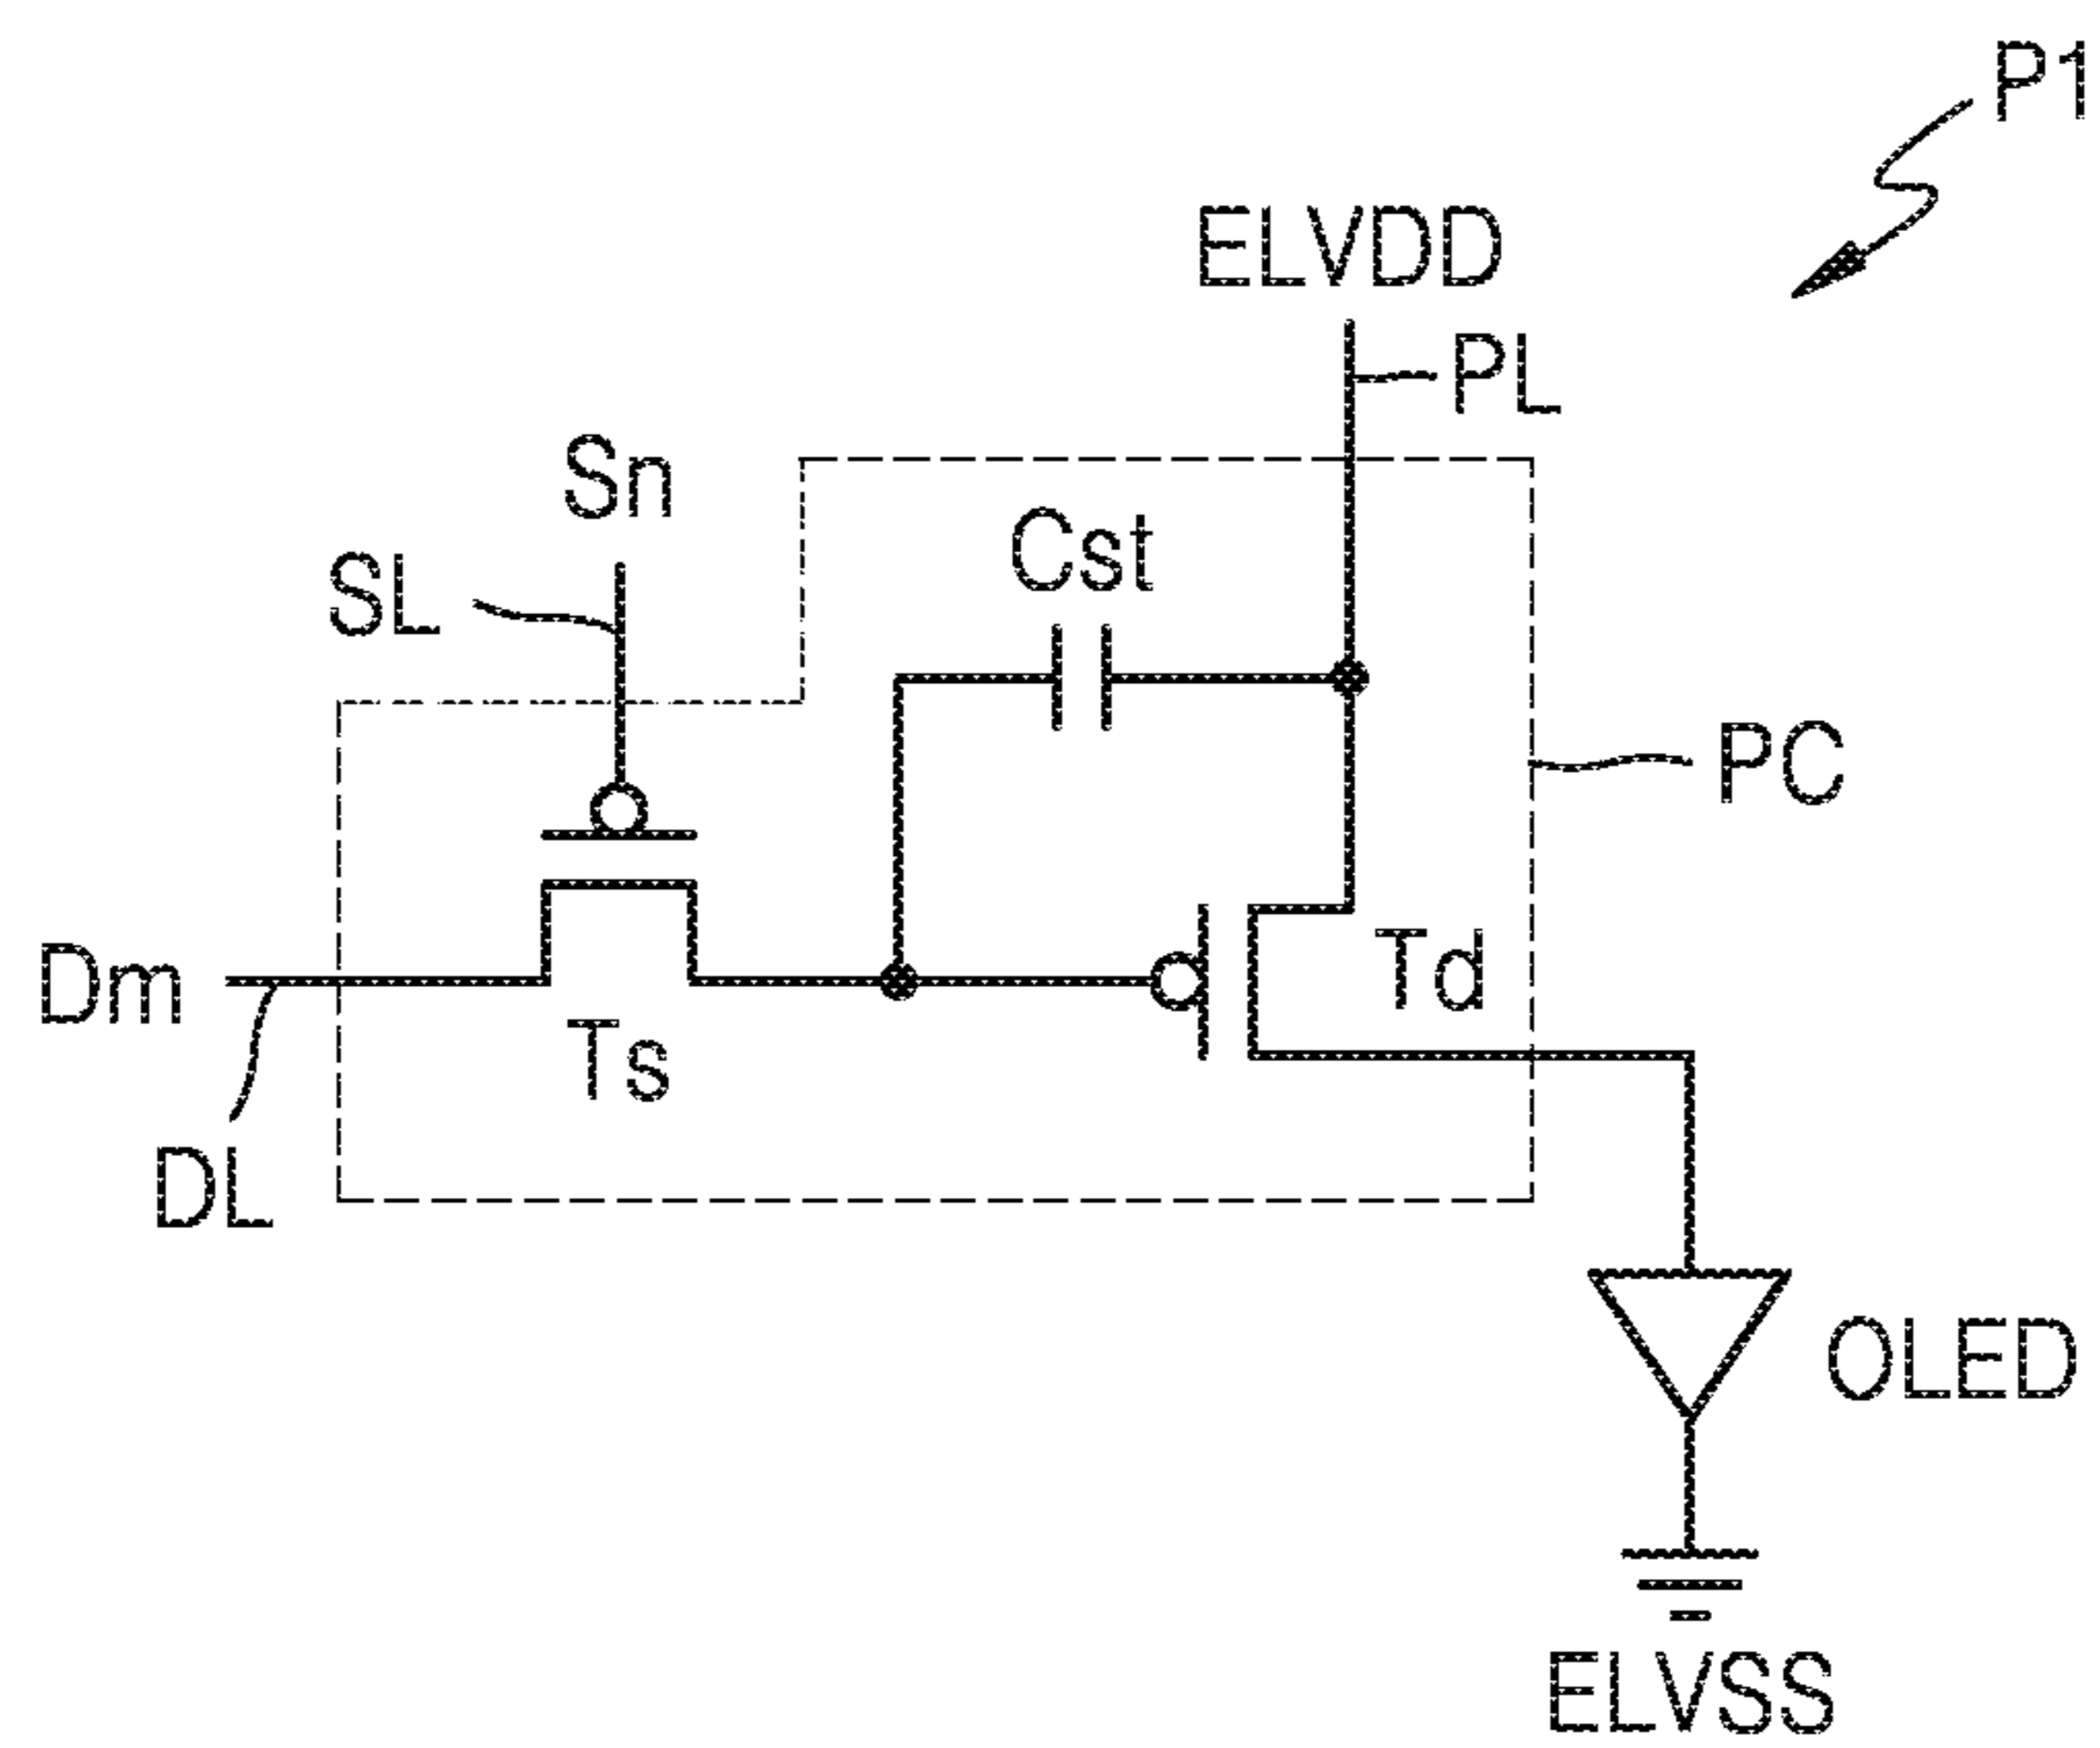 P1
ELVDD
PL
Sn
Cst
SL
PC
Dm
Td
Ts
DL
OLED
ELVSS